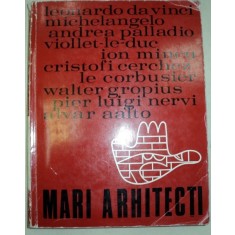 leonardo da vinci
michelangelo
andrea palladio
viollet-le-duc
ion mincu
cristofi cerchez
le corbusier
walter gropius
pier luigi nervi
alvar aalto
MARI ARHITECTI